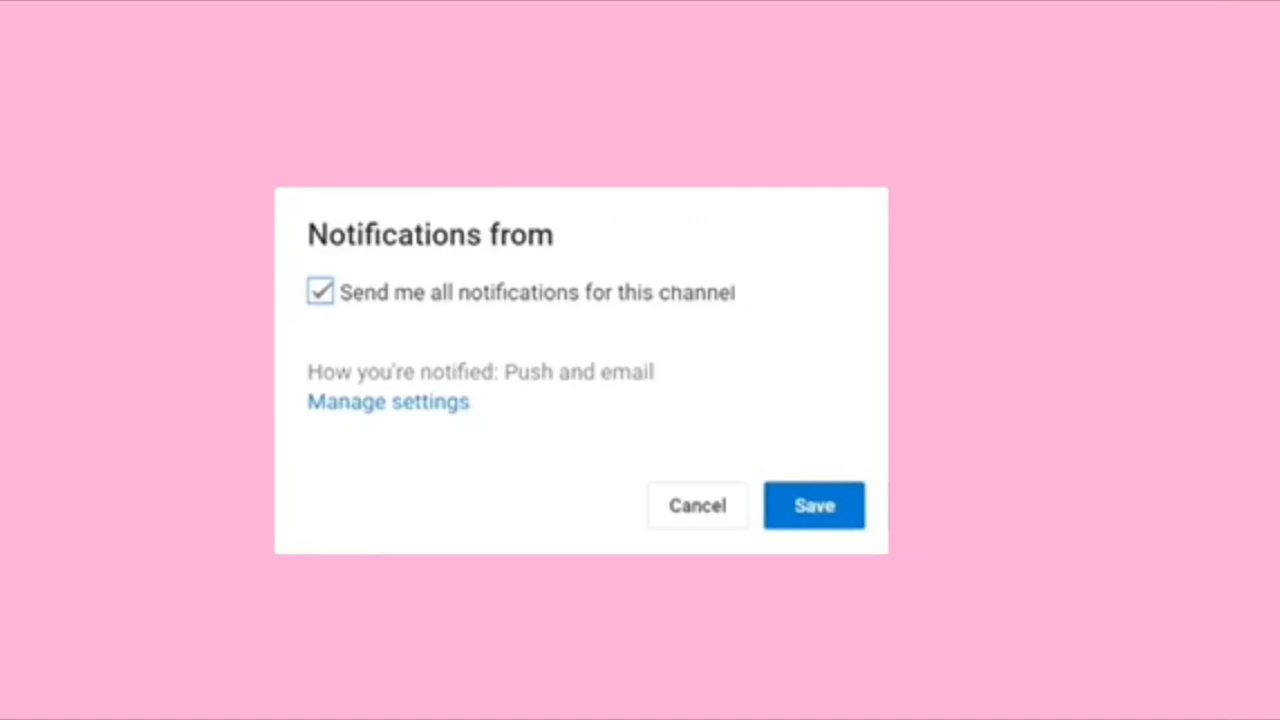 Notifications from
Send me all notifications for this channel
How you're notified: Push and email
Manage settings
Cancel
Save